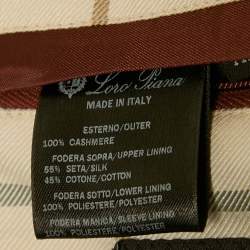 Loro Piana
MADE IN ITALY
ESTERNO/OUTER
100% CASHMERE
FODERA SOPRA/UPPER LINING
55% SETA/SILK
45% COTONE/COTTON
FODERA SOTTO/LOWER LINING
100% POLIESTERE/POLYESTER
FODERA MANICA/SLEEVE LINING
100% POLIESTERE/POLYESTER